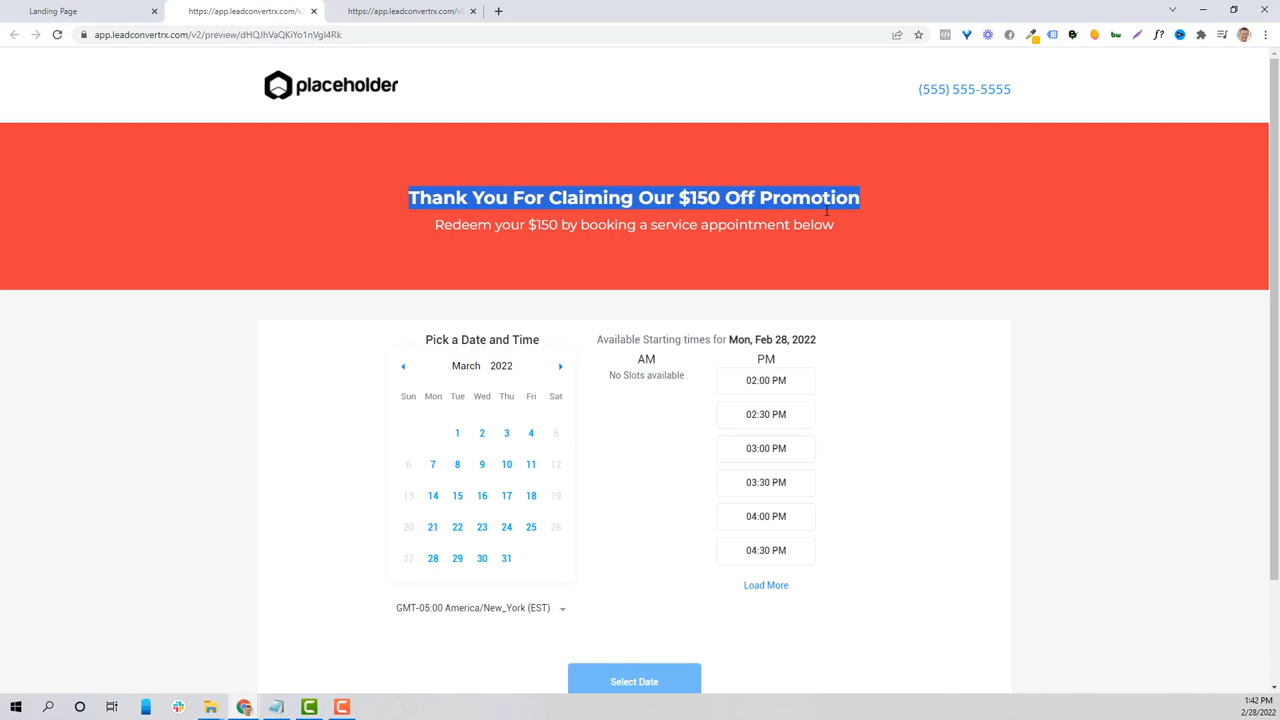 Landing Page
https://app.leadconvertrx.com/v2/p
https://app.leadconvertrx.com/v2/
app.leadconvertrx.com/v2/preview/dHQJhVaQKiYo1nVgI4Rk
placeholder
(555) 555-5555
Thank You For Claiming Our $150 Off Promotion
Redeem your $150 by booking a service appointment below
Pick a Date and Time
March 2022
Sun Mon Tue Wed Thu Fri Sat
1 2 3 4 5
6 7 8 9 10 11 12
13 14 15 16 17 18 19
20 21 22 23 24 25 26
27 28 29 30 31
GMT-05:00 America/New_York (EST)
Available Starting times for Mon, Feb 28, 2022
AM PM
No Slots available
02:00 PM
02:30 PM
03:00 PM
03:30 PM
04:00 PM
04:30 PM
Load More
Select Date
1:42 PM
2/28/2022